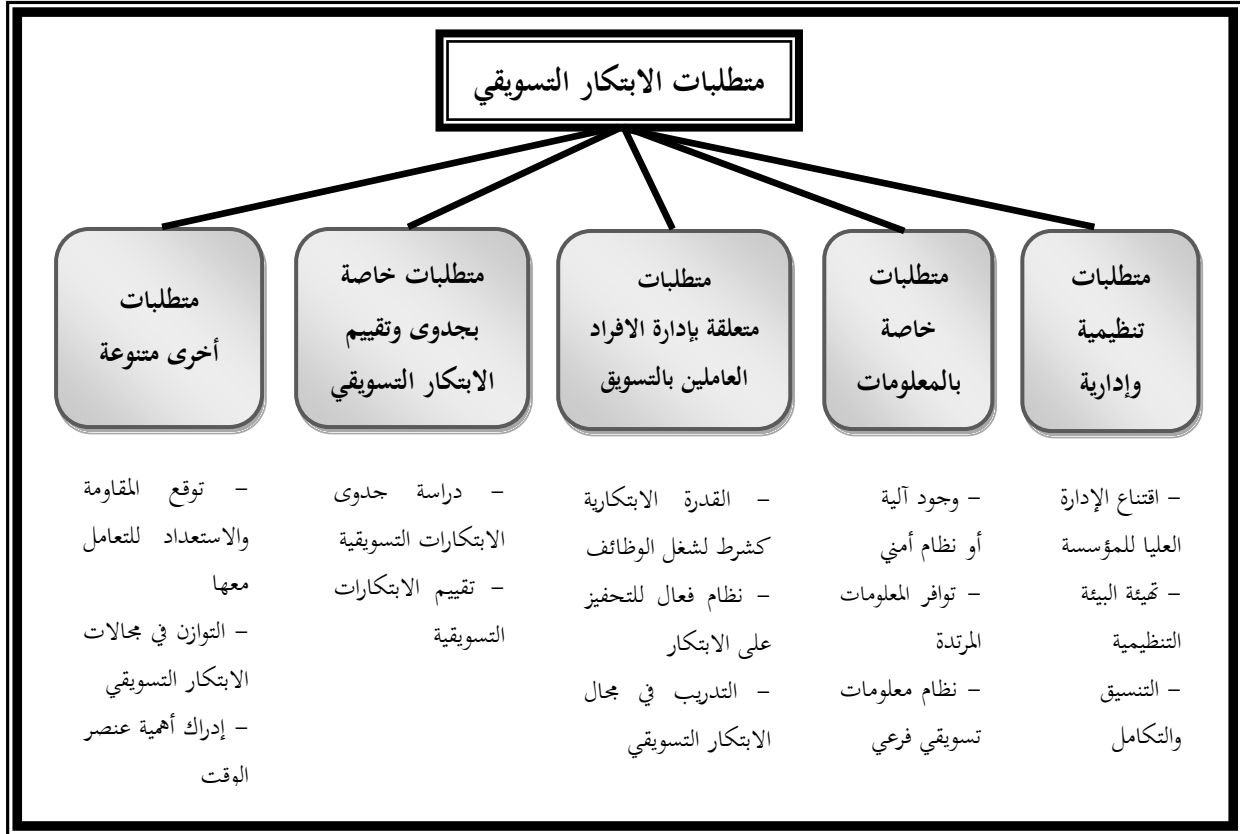 متطلبات الابتكار التسويقي
متطلبات
تنظيمية
وإدارية
متطلبات
خاصة
بالمعلومات
متطلبات
متعلقة بإدارة الافراد
العاملين بالتسويق
متطلبات خاصة
بجدوى وتقييم
الابتكار التسويقي
متطلبات
أخرى متنوعة
– اقتناع الإدارة
العليا للمؤسسة
– تهيئة البيئة
التنظيمية
– التنسيق
والتكامل
– وجود آلية
أو نظام أمني
– توافر المعلومات
المرتدة
– نظام معلومات
تسويقي فرعي
– القدرة الابتكارية
كشرط لشغل الوظائف
– نظام فعال للتحفيز
على الابتكار
– التدريب في مجال
الابتكار التسويقي
– دراسة جدوى
الابتكارات التسويقية
– تقييم الابتكارات
التسويقية
– توقع المقاومة
والاستعداد للتعامل
معها
– التوازن في مجالات
الابتكار التسويقي
– إدراك أهمية عنصر
الوقت